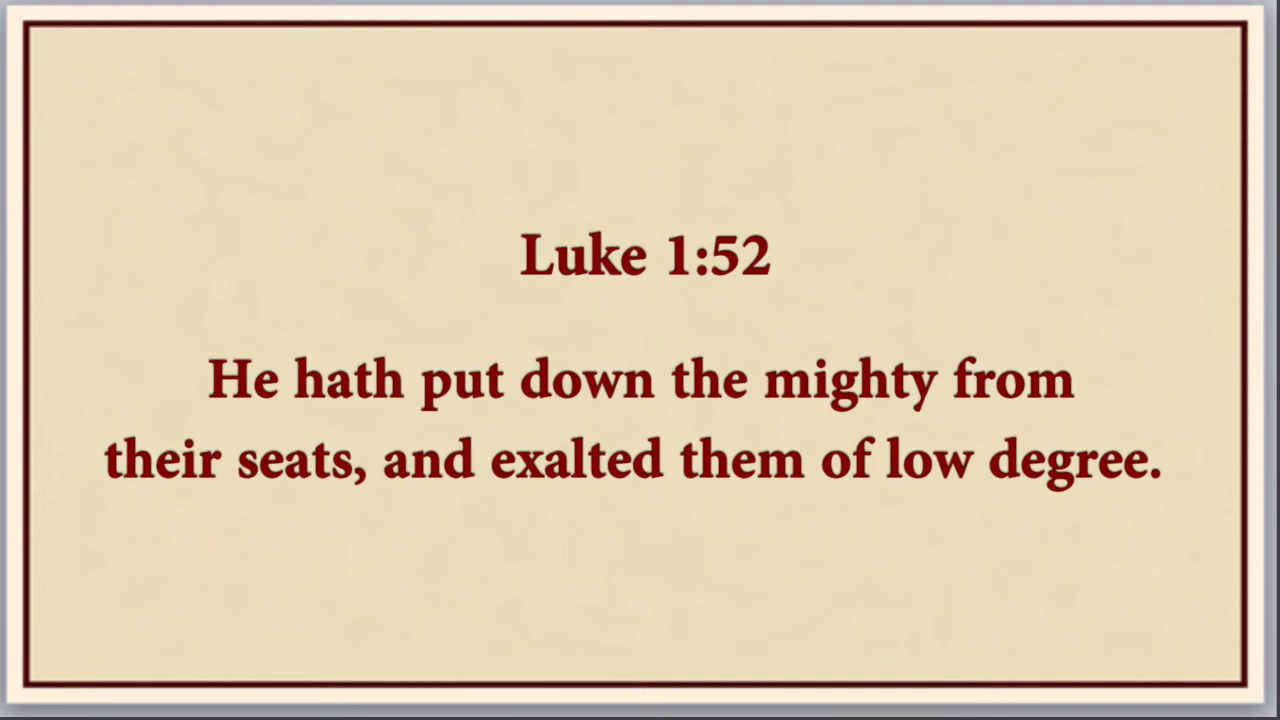 Luke 1:52
He hath put down the mighty from
their seats, and exalted them of low degree.